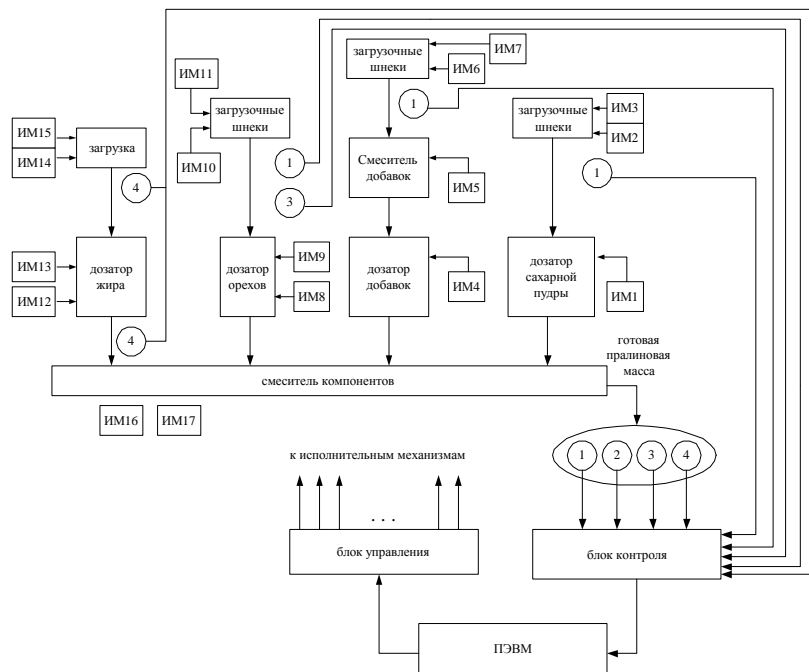 4
1
3
загрузочные
шнеки
ИМ7
ИМ6
ИМ11
загрузочные
шнеки
ИМ10
1
загрузочные
шнеки
ИМ3
ИМ2
ИМ15
ИМ14
загрузка
4
1
3
Смеситель
добавок
ИМ5
1
ИМ13
ИМ12
дозатор
жира
дозатор
орехов
ИМ9
ИМ8
дозатор
добавок
ИМ4
дозатор
сахарной
пудры
ИМ1
4
готовая
пралиновая
масса
смеситель компонентов
ИМ16
ИМ17
к исполнительным механизмам
1
2
3
4
. . .
блок управления
блок контроля
ПЭВМ